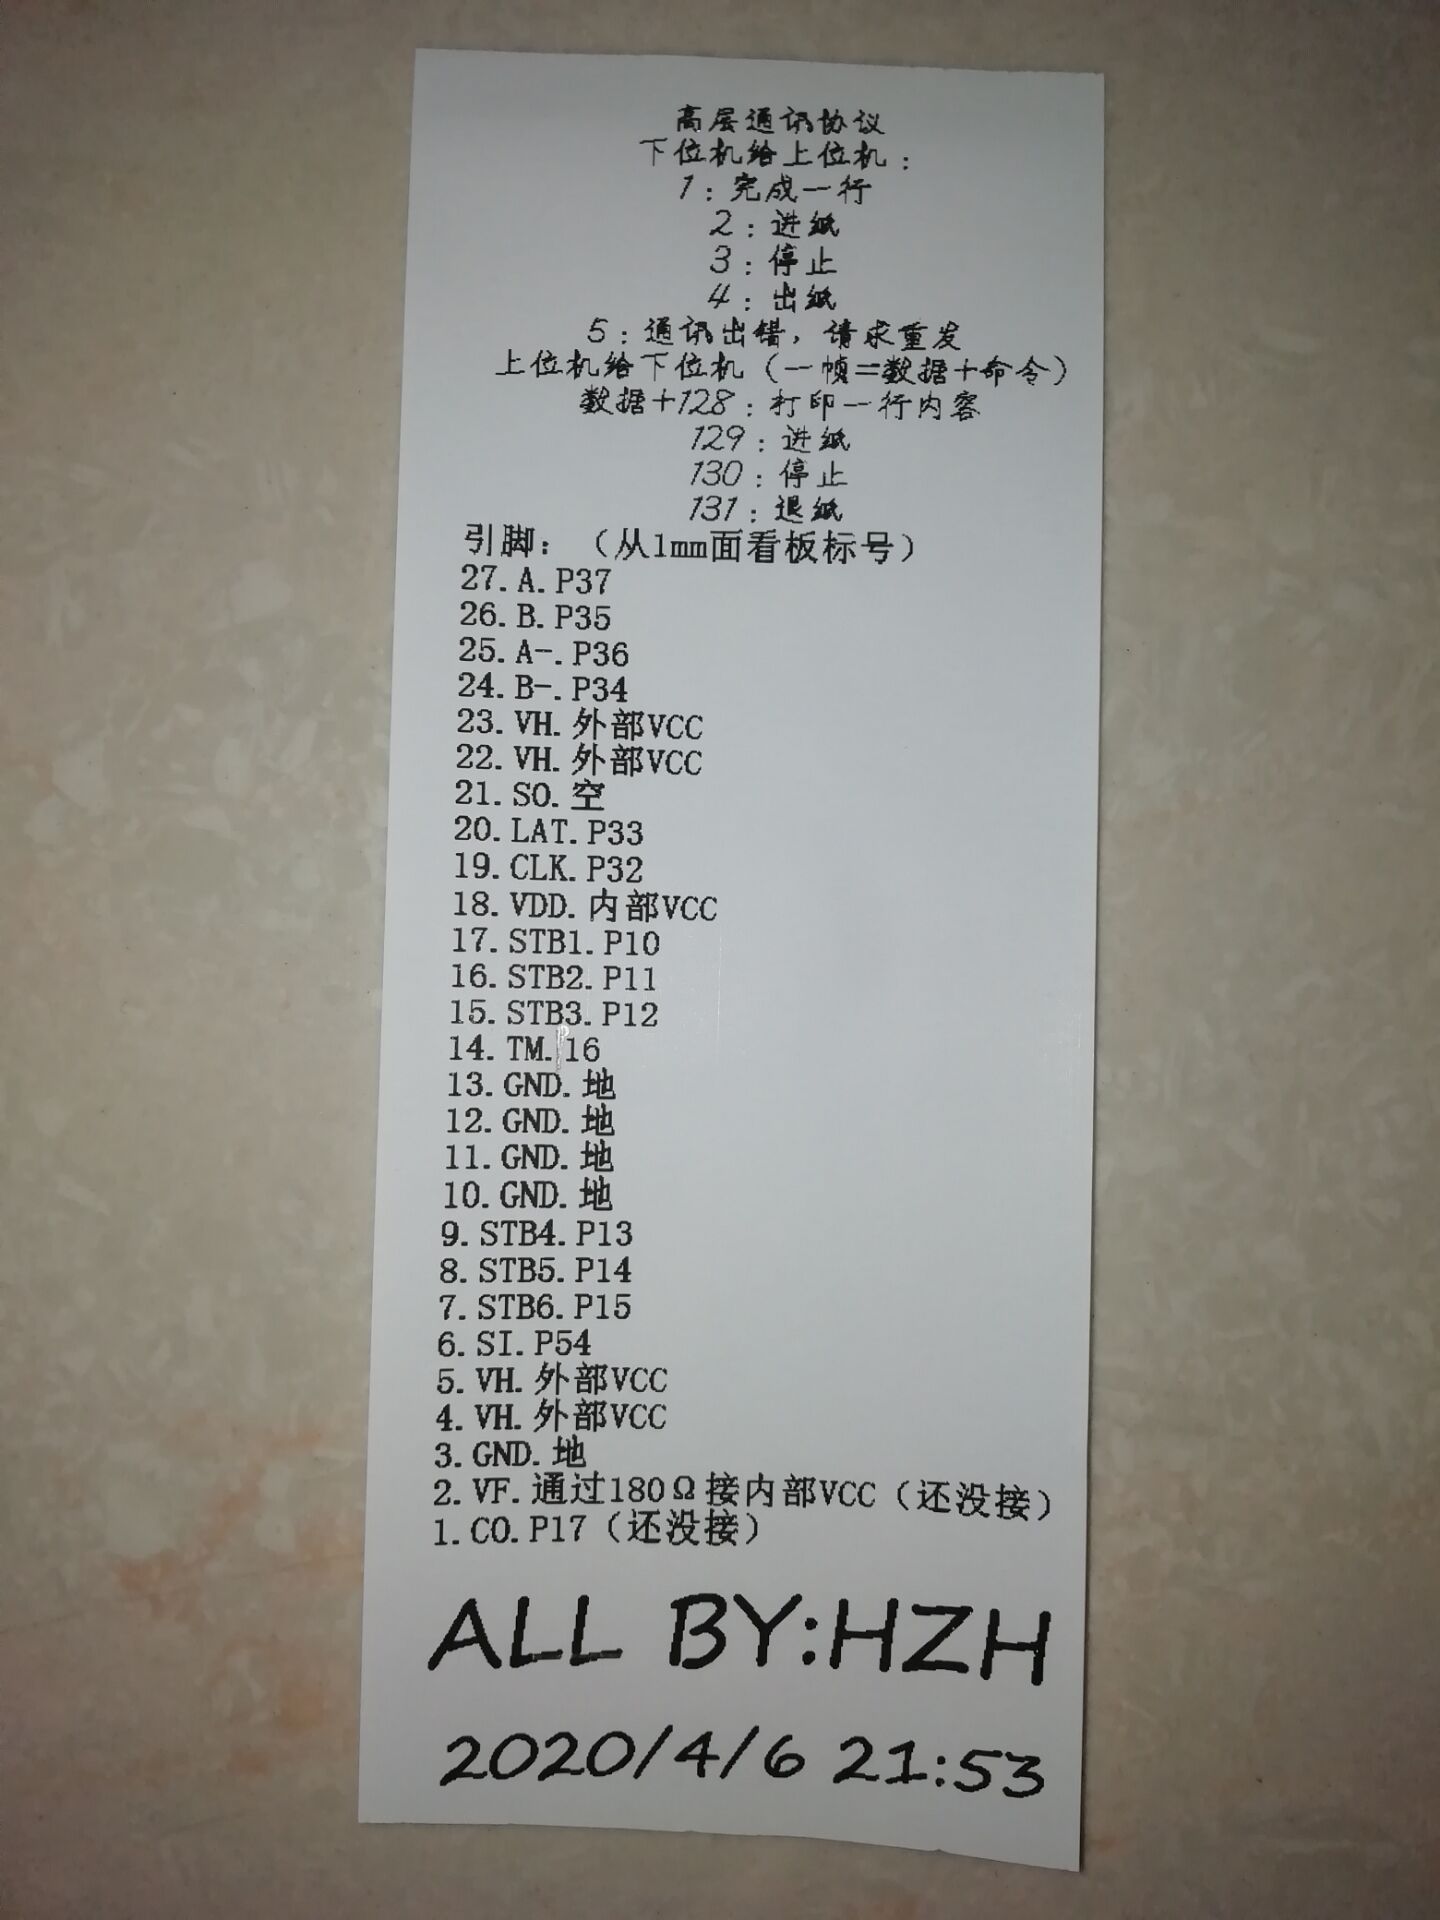 高层通讯协议
下位机给上位机：
1：完成一行
2：进纸
3：停止
4：出纸
5：通讯出错，请求重发
上位机给下位机（一帧=数据+命令）
数据+128：打印一行内容
129：进纸
130：停止
131：退纸
引脚：（从1mm面看板标号）
27.A.P37
26.B.P35
25.A-.P36
24.B-.P34
23.VH.外部VCC
22.VH.外部VCC
21.SO.空
20.LAT.P33
19.CLK.P32
18.VDD.内部VCC
17.STB1.P10
16.STB2.P11
15.STB3.P12
14.TM.P16
13.GND.地
12.GND.地
11.GND.地
10.GND.地
9.STB4.P13
8.STB5.P14
7.STB6.P15
6.SI.P54
5.VH.外部VCC
4.VH.外部VCC
3.GND.地
2.VF.通过180Ω接内部VCC（还没接）
1.CO.P17（还没接）
ALL BY:HZH
2020/4/6 21:53